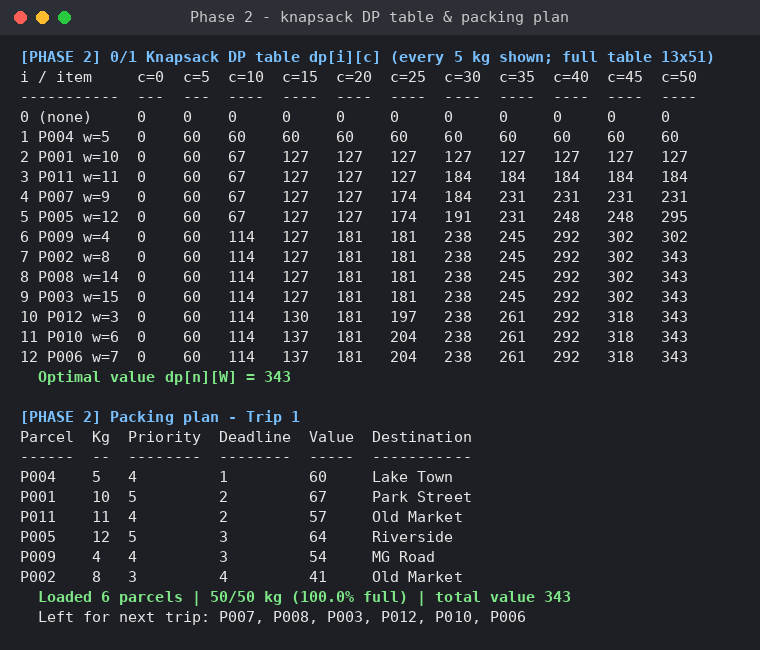 Phase 2 - knapsack DP table & packing plan
[PHASE 2] 0/1 Knapsack DP table dp[i][c] (every 5 kg shown; full table 13x51)
i / item     c=0  c=5  c=10  c=15  c=20  c=25  c=30  c=35  c=40  c=45  c=50
-----------  ---  ---  ----  ----  ----  ----  ----  ----  ----  ----  ----
0 (none)     0    0    0     0     0     0     0     0     0     0     0
1 P004 w=5   0    60   60    60    60    60    60    60    60    60    60
2 P001 w=10  0    60   67    127   127   127   127   127   127   127   127
3 P011 w=11  0    60   67    127   127   127   184   184   184   184   184
4 P007 w=9   0    60   67    127   127   174   184   231   231   231   231
5 P005 w=12  0    60   67    127   127   174   191   231   248   248   295
6 P009 w=4   0    60   114   127   181   181   238   245   292   302   302
7 P002 w=8   0    60   114   127   181   181   238   245   292   302   343
8 P008 w=14  0    60   114   127   181   181   238   245   292   302   343
9 P003 w=15  0    60   114   127   181   181   238   245   292   302   343
10 P012 w=3  0    60   114   130   181   197   238   261   292   318   343
11 P010 w=6  0    60   114   137   181   204   238   261   292   318   343
12 P006 w=7  0    60   114   137   181   204   238   261   292   318   343
Optimal value dp[n][W] = 343
[PHASE 2] Packing plan - Trip 1
Parcel  Kg  Priority  Deadline  Value  Destination
------  --  --------  --------  -----  -----------
P004    5   4         1         60     Lake Town
P001    10  5         2         67     Park Street
P011    11  4         2         57     Old Market
P005    12  5         3         64     Riverside
P009    4   4         3         54     MG Road
P002    8   3         4         41     Old Market
Loaded 6 parcels | 50/50 kg (100.0% full) | total value 343
Left for next trip: P007, P008, P003, P012, P010, P006